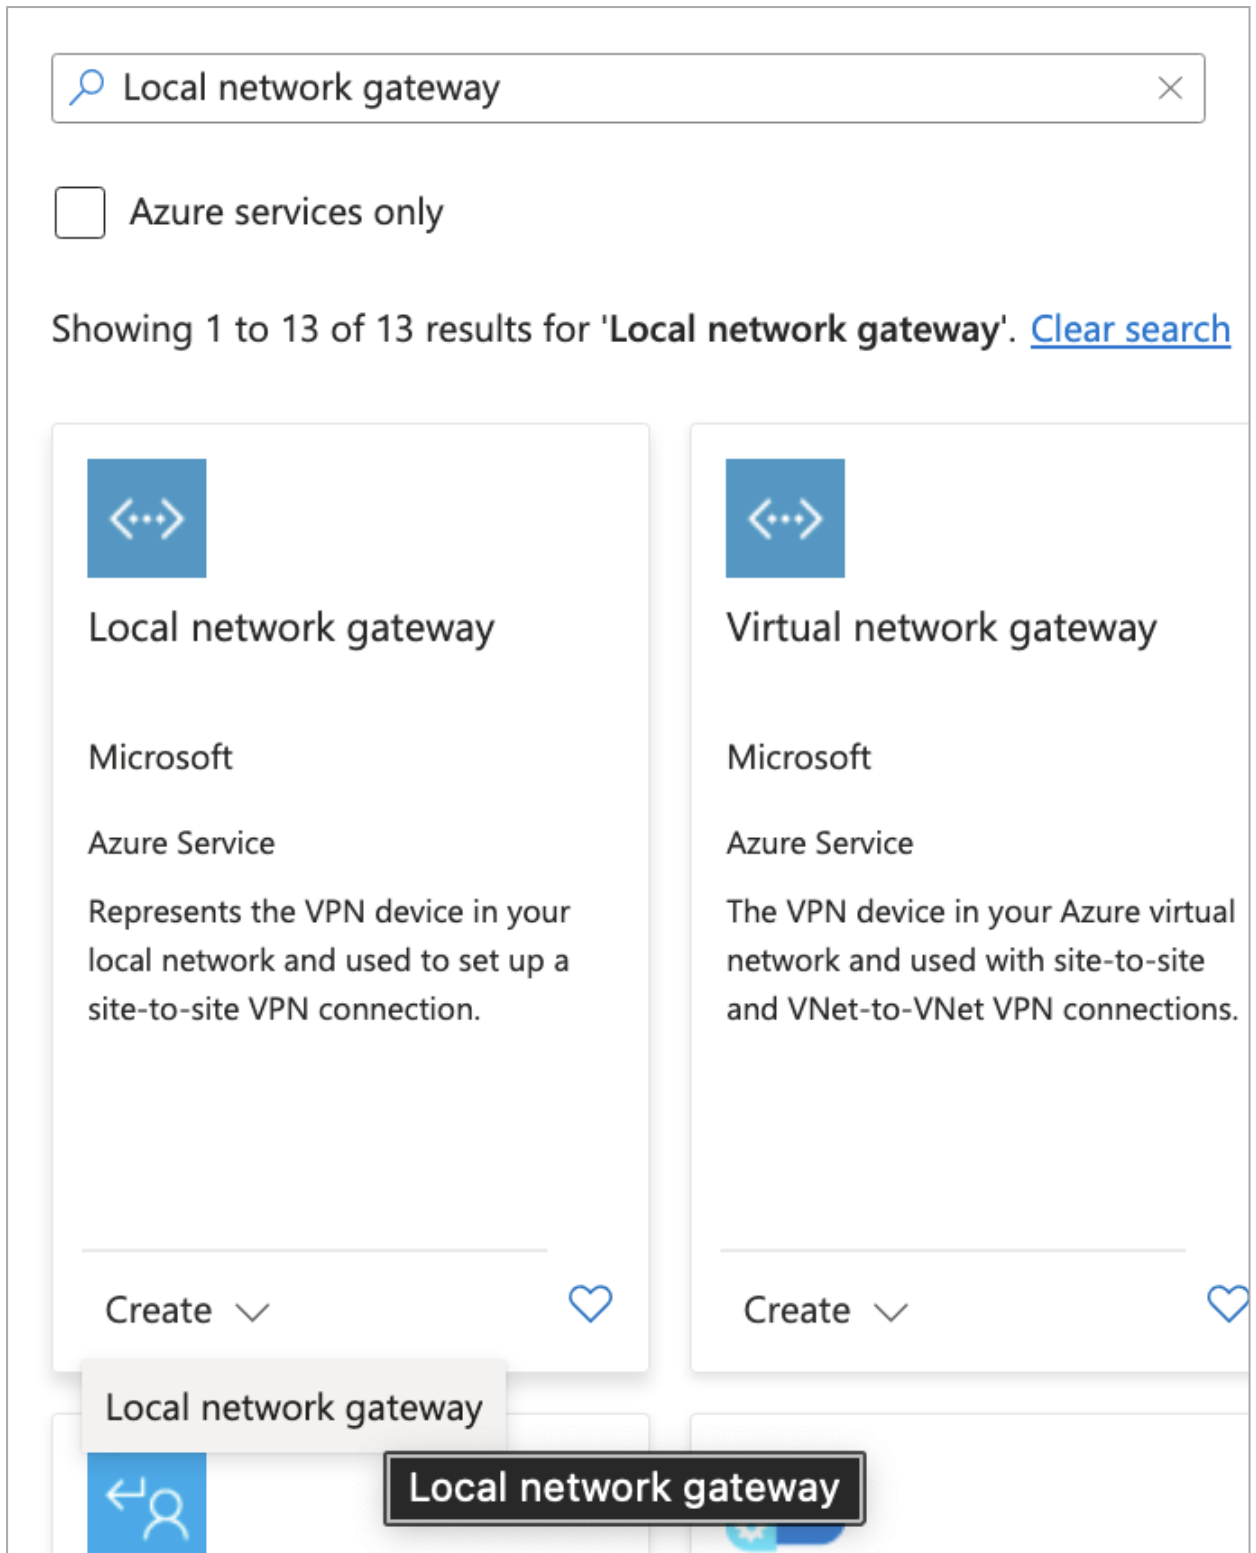 Local network gateway
Azure services only
Showing 1 to 13 of 13 results for 'Local network gateway'. Clear search
Local network gateway
Microsoft
Azure Service
Represents the VPN device in your
local network and used to set up a
site-to-site VPN connection.
Create
Virtual network gateway
Microsoft
Azure Service
The VPN device in your Azure virtual
network and used with site-to-site
and VNet-to-VNet VPN connections.
Create
Local network gateway
Local network gateway